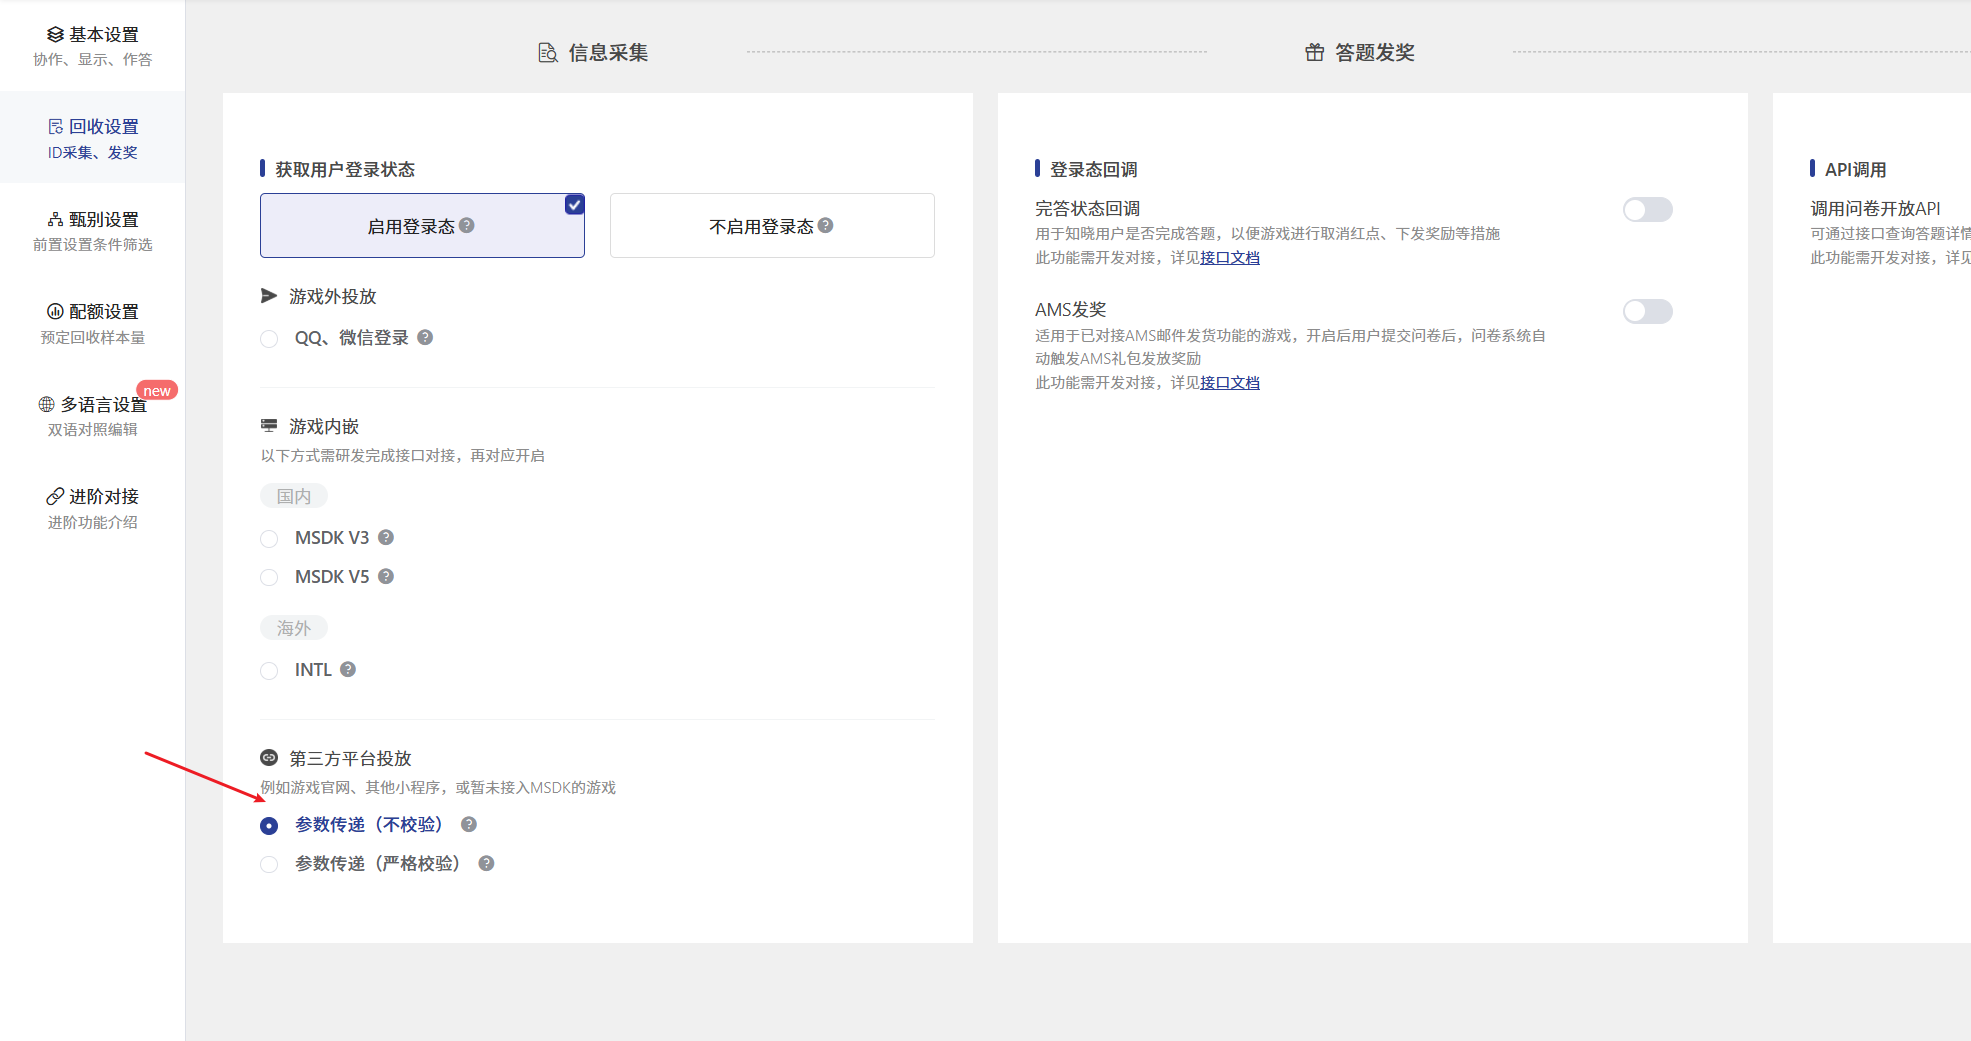 基本设置
协作、显示、作答
回收设置
ID采集、发奖
甄别设置
前置设置条件筛选
配额设置
预定回收样本量
new
多语言设置
双语对照编辑
进阶对接
进阶功能介绍
信息采集
答题发奖
获取用户登录状态
启用登录态
不启用登录态
游戏外投放
QQ、微信登录
游戏内嵌
以下方式需研发完成接口对接，再对应开启
国内
MSDK V3
MSDK V5
海外
INTL
第三方平台投放
例如游戏官网、其他小程序，或暂未接入MSDK的游戏
参数传递（不校验）
参数传递（严格校验）
登录态回调
完答状态回调
用于知晓用户是否完成答题，以便游戏进行取消红点、下发奖励等措施
此功能需开发对接，详见接口文档
AMS发奖
适用于已对接AMS邮件发货功能的游戏，开启后用户提交问卷后，问卷系统自
动触发AMS礼包发放奖励
此功能需开发对接，详见接口文档
API调用
调用问卷开放API
可通过接口查询答题详情
此功能需开发对接，详见